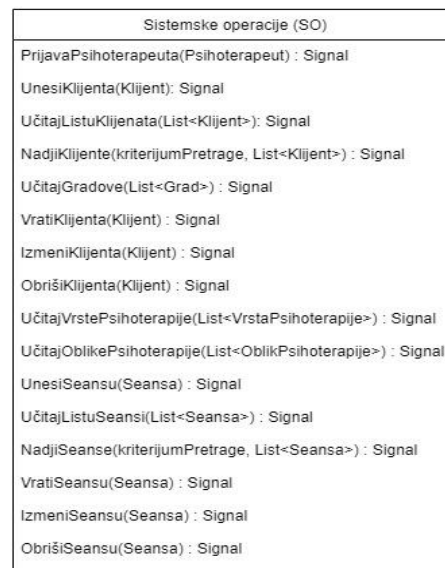 Sistemske operacije (SO)
PrijavaPsihoterapeuta(Psihoterapeut) : Signal
UnesiKlijenta(Klijent): Signal
UčitajListuKlijenata(List<Klijent>): Signal
NadjiKlijente(kriterijumPretrage, List<Klijent>) : Signal
UčitajGradove(List<Grad>) : Signal
VratiKlijenta(Klijent) : Signal
IzmeniKlijenta(Klijent) : Signal
ObrišiKlijenta(Klijent) : Signal
UčitajVrstePsihoterapije(List<VrstaPsihoterapije>) : Signal
UčitajOblikePsihoterapije(List<OblikPsihoterapije>) : Signal
UnesiSeansu(Seansa) : Signal
UčitajListuSeansi(List<Seansa>) : Signal
NadjiSeanse(kriterijumPretrage, List<Seansa>) : Signal
VratiSeansu(Seansa) : Signal
IzmeniSeansu(Seansa) : Signal
ObrišiSeansu(Seansa) : Signal